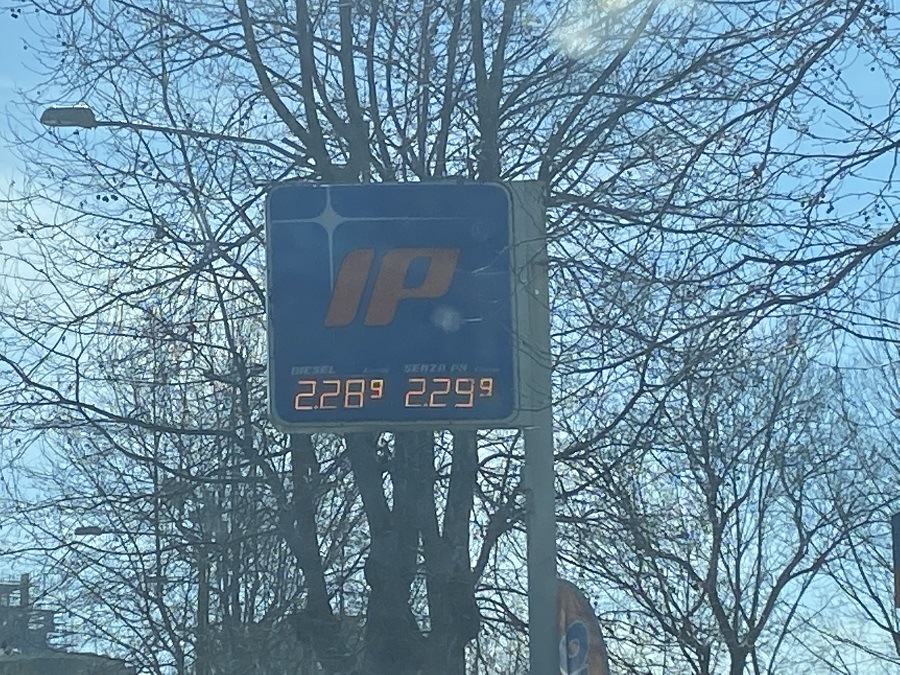 IP
DIESEL SENZA PB
2.289 2.299